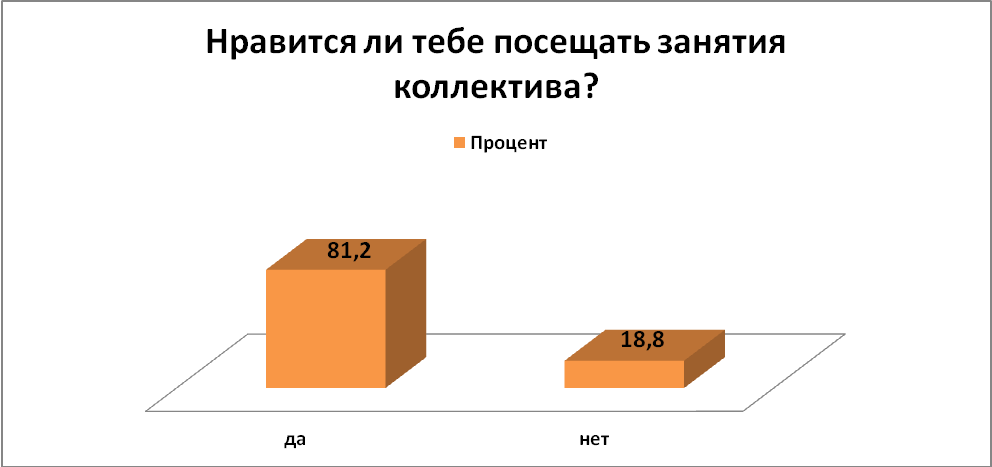 Нравится ли тебе посещать занятия
коллектива?
Процент
81,2
18,8
да
нет